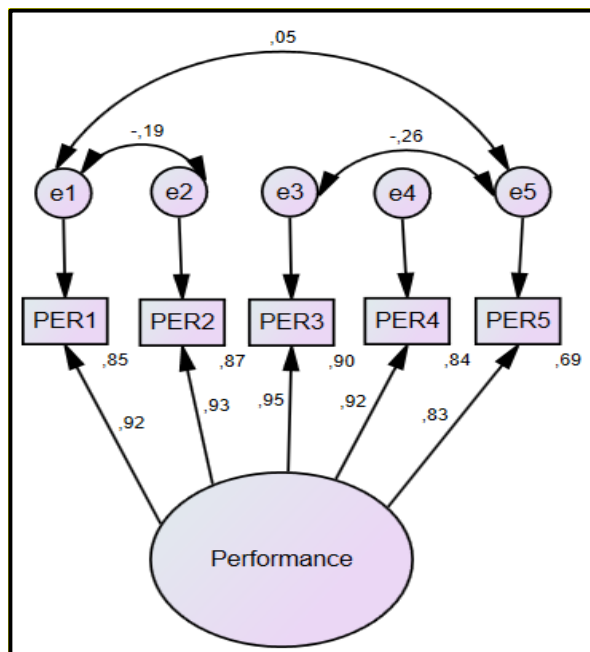 ,05
-,19
-,26
e1
e2
e3
e4
e5
PER1
PER2
PER3
PER4
PER5
,85
,87
,90
,84
,69
,92
,93
,95
,92
,83
Performance